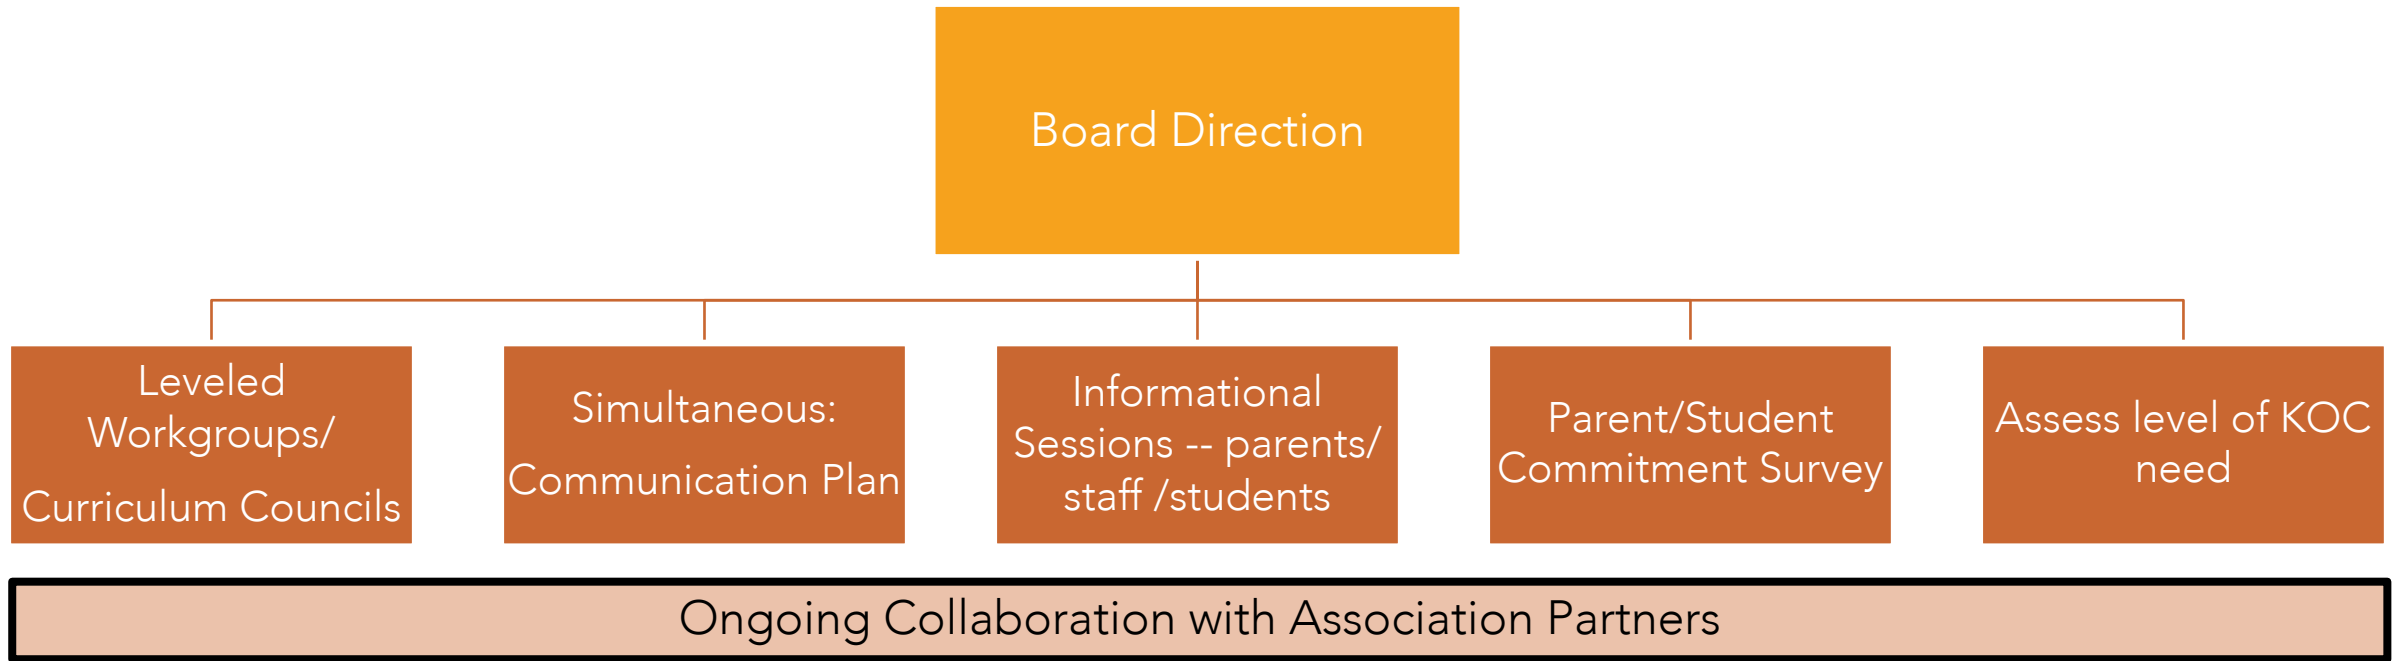 Board Direction
Leveled
Workgroups/
Curriculum Councils
Simultaneous:
Communication Plan
Informational
Sessions -- parents/
staff /students
Parent/Student
Commitment Survey
Assess level of KOC
need
Ongoing Collaboration with Association Partners